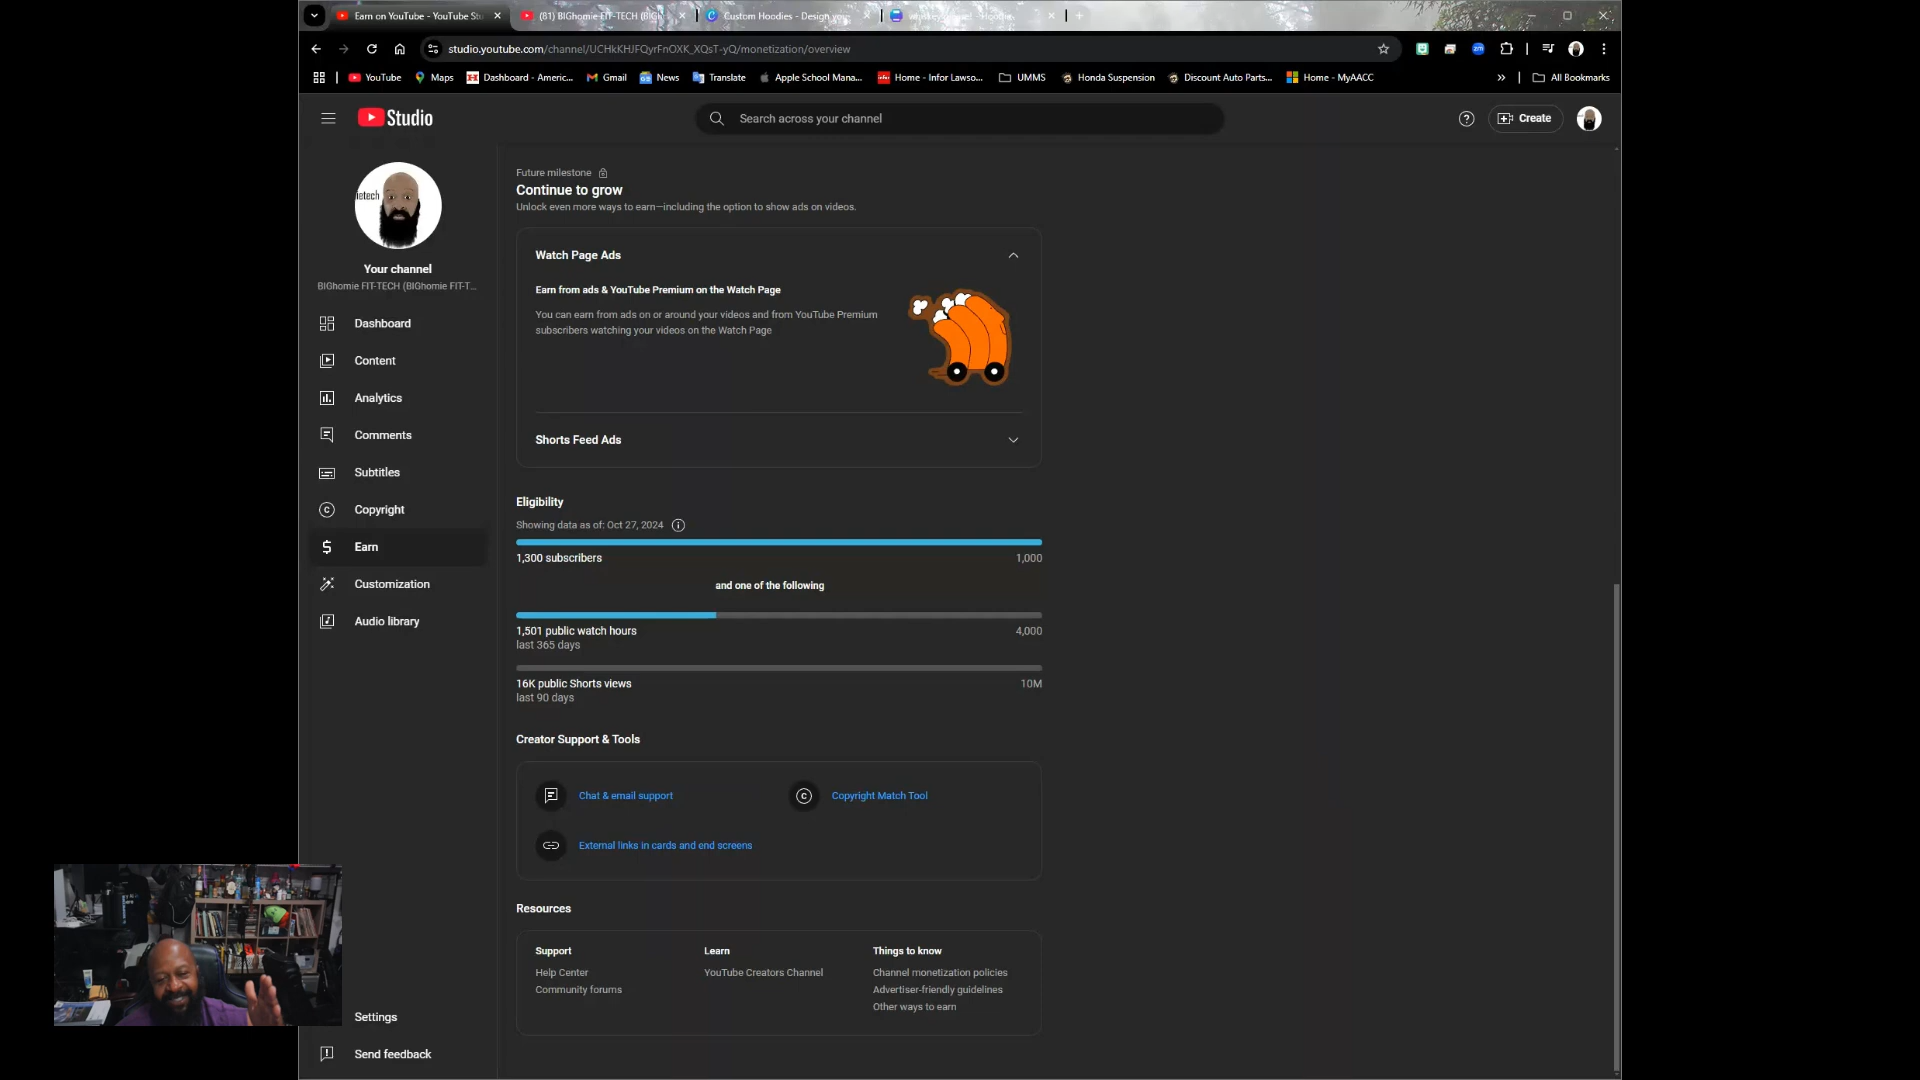 Earn on YouTube - YouTube Stu
(81) BIGhomie FIT-TECH (BIGh
Custom Hoodies - Design your
studio.youtube.com/channel/UCHkKHJFQyrFnOXK_XQsT-yQ/monetization/overview
YouTube
Maps
Dashboard - Americ...
Gmail
News
Translate
Apple School Mana...
Home - Infor Lawso...
UMMS
Honda Suspension
Discount Auto Parts...
Home - MyAACC
All Bookmarks
Studio
Search across your channel
Create
ietech
Your channel
BIGhomie FIT-TECH (BIGhomie FIT-T...
Dashboard
Content
Analytics
Comments
Subtitles
Copyright
Earn
Customization
Audio library
Settings
Send feedback
Future milestone
Continue to grow
Unlock even more ways to earn—including the option to show ads on videos.
Watch Page Ads
Earn from ads & YouTube Premium on the Watch Page
You can earn from ads on or around your videos and from YouTube Premium
subscribers watching your videos on the Watch Page
Shorts Feed Ads
Eligibility
Showing data as of: Oct 27, 2024
1,300 subscribers
1,000
and one of the following
1,501 public watch hours
4,000
last 365 days
16K public Shorts views
10M
last 90 days
Creator Support & Tools
Chat & email support
Copyright Match Tool
External links in cards and end screens
Resources
Support
Help Center
Community forums
Learn
YouTube Creators Channel
Things to know
Channel monetization policies
Advertiser-friendly guidelines
Other ways to earn